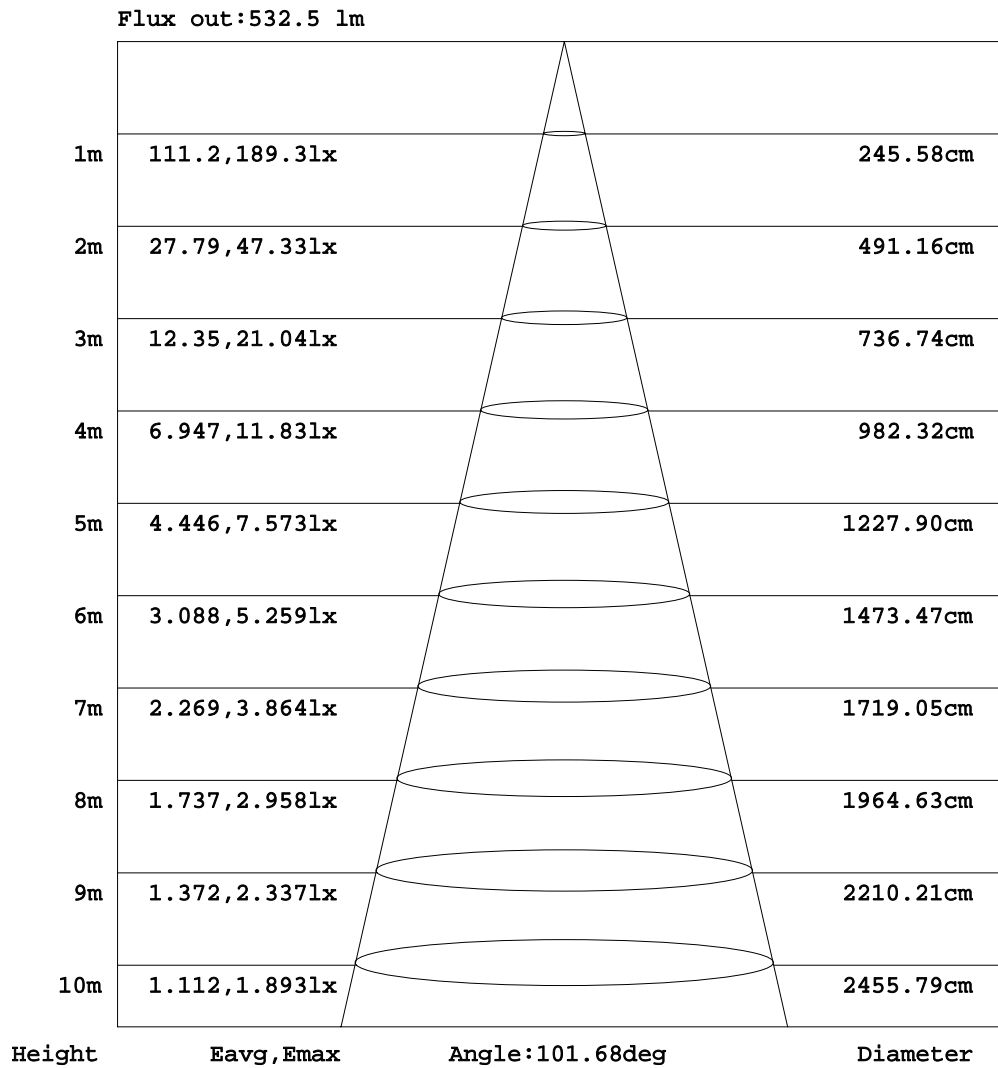 Flux out:532.5 lm
1m 111.2,189.3lx 245.58cm
2m 27.79,47.33lx 491.16cm
3m 12.35,21.04lx 736.74cm
4m 6.947,11.83lx 982.32cm
5m 4.446,7.573lx 1227.90cm
6m 3.088,5.259lx 1473.47cm
7m 2.269,3.864lx 1719.05cm
8m 1.737,2.958lx 1964.63cm
9m 1.372,2.337lx 2210.21cm
10m 1.112,1.893lx 2455.79cm
Height Eavg,Emax Angle:101.68deg Diameter